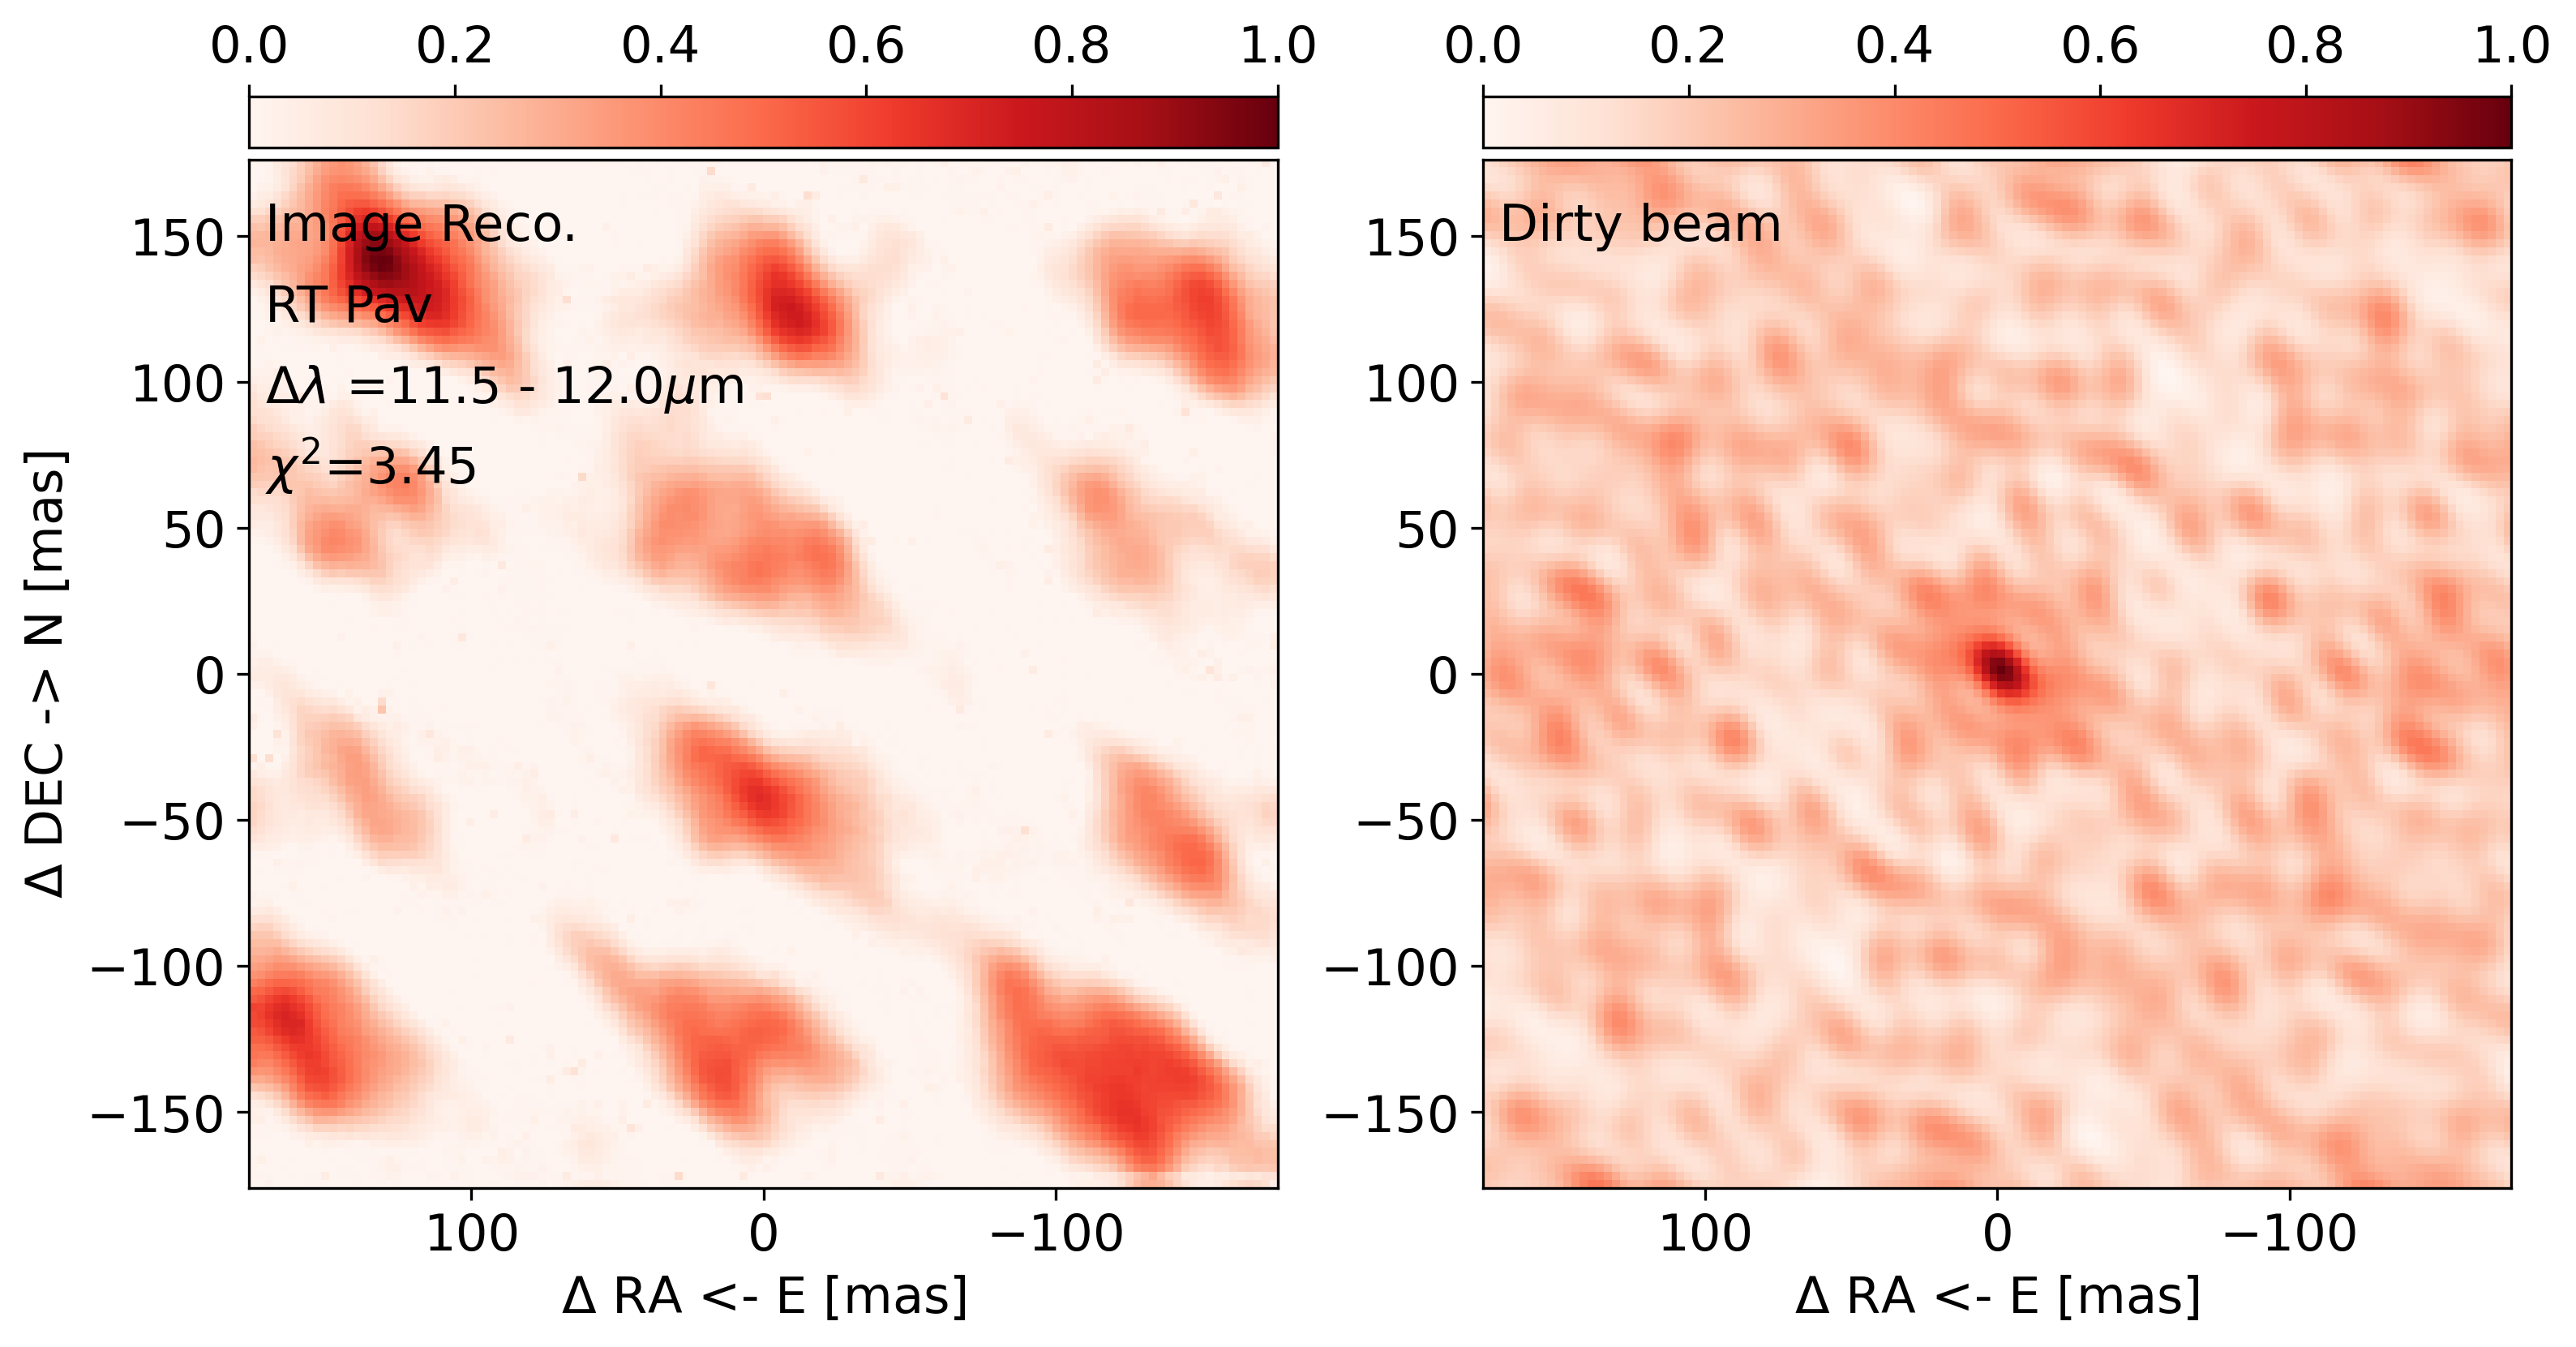 0.0 0.2 0.4 0.6 0.8 1.0
0.0 0.2 0.4 0.6 0.8 1.0
Image Reco.
RT Pav
Δλ =11.5 - 12.0μm
χ²=3.45
150
100
50
0
−50
−100
−150
Δ DEC -> N [mas]
100 0 −100
Δ RA <- E [mas]
Dirty beam
150
100
50
0
−50
−100
−150
100 0 −100
Δ RA <- E [mas]